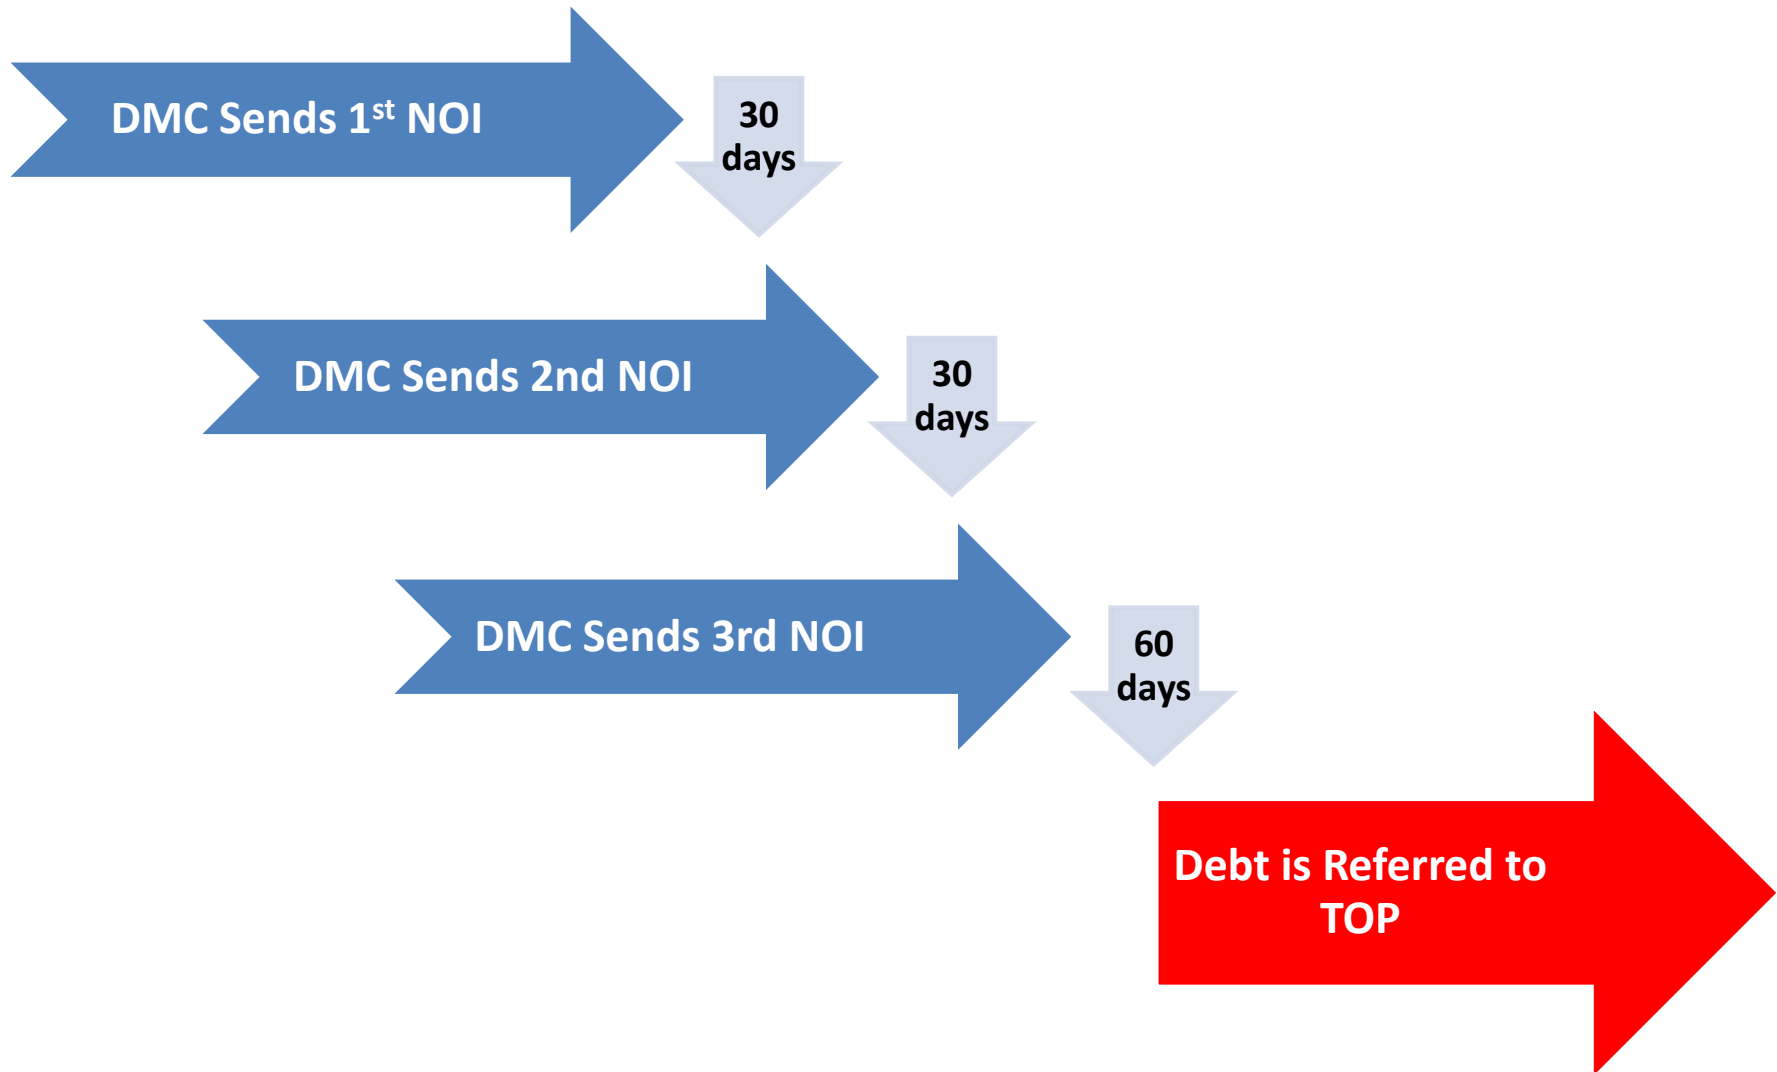 DMC Sends 1st NOI
30
days
DMC Sends 2nd NOI
30
days
DMC Sends 3rd NOI
60
days
Debt is Referred to
TOP